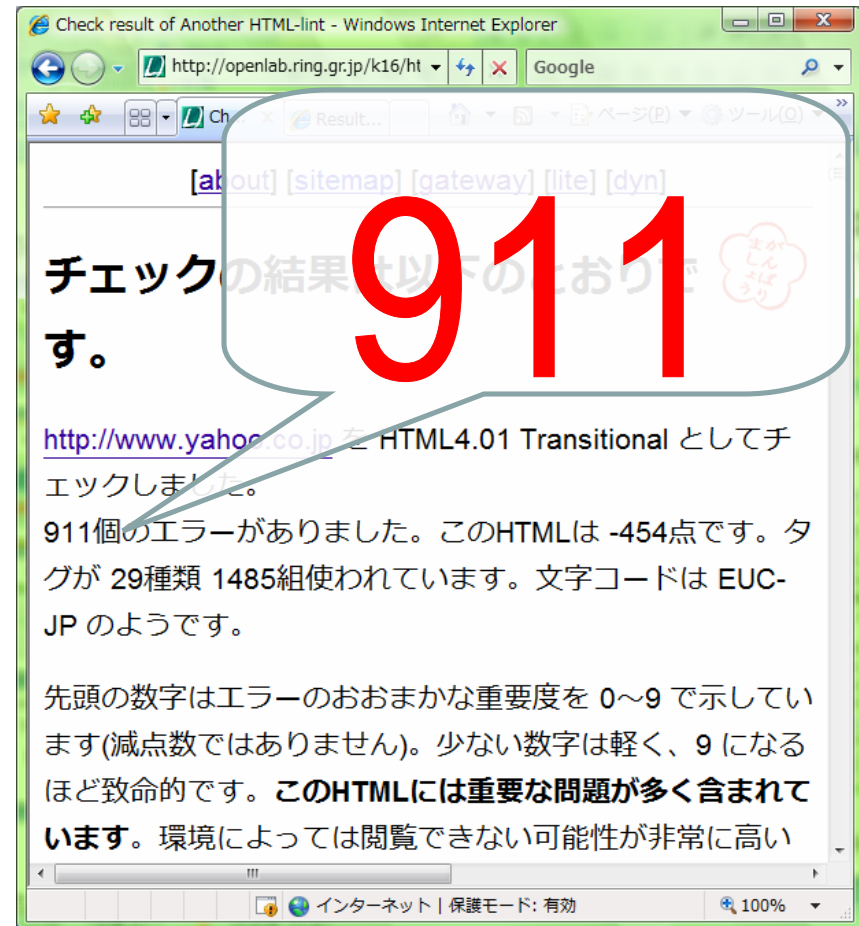 Check result of Another HTML-lint - Windows Internet Explorer
http://openlab.ring.gr.jp/k16/ht
Google
Ch... Result... ページ(P) ツール(O) »
[about] [sitemap] [gateway] [lite] [dyn]
911
チェックの結果は以下のとおりで
す。
http://www.yahoo.co.jp を HTML4.01 Transitional としてチ
ェックしました。
911個のエラーがありました。このHTMLは -454点です。タ
グが 29種類 1485組使われています。文字コードは EUC-
JP のようです。
先頭の数字はエラーのおおまかな重要度を 0～9 で示してい
ます(減点数ではありません)。少ない数字は軽く、9 になる
ほど致命的です。このHTMLには重要な問題が多く含まれて
います。環境によっては閲覧できない可能性が非常に高い
インターネット | 保護モード: 有効
100%